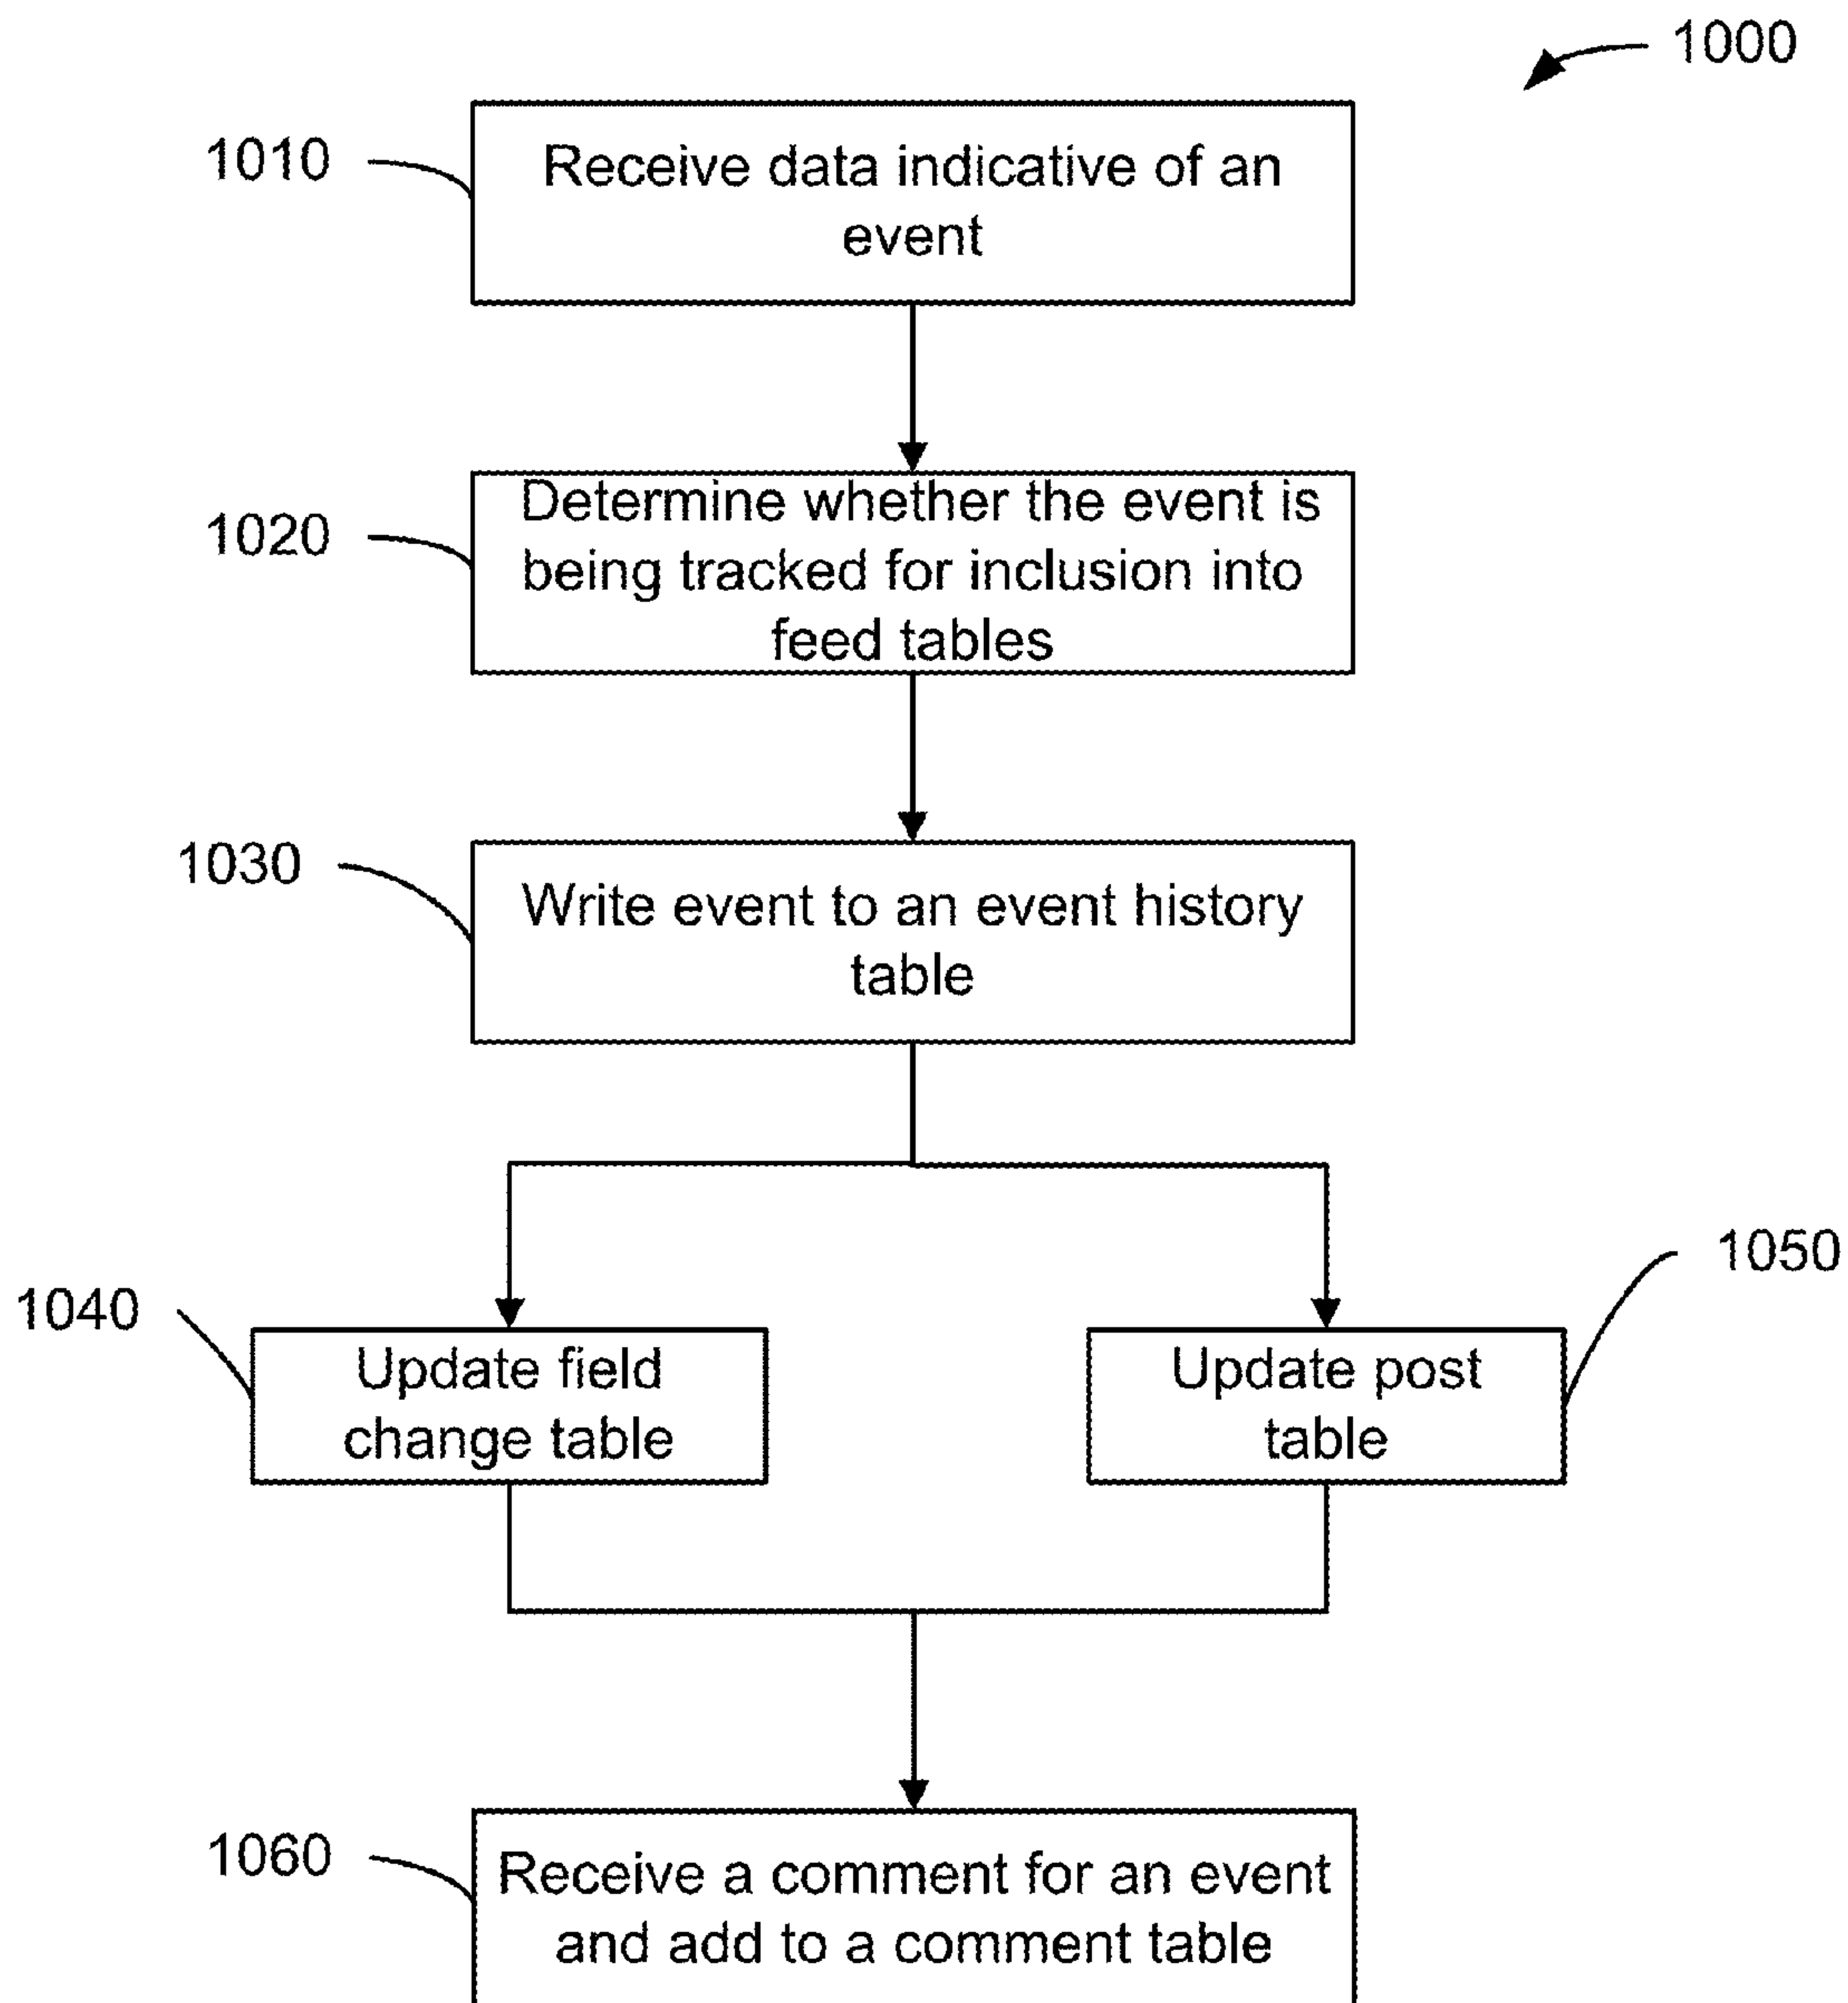 1000
1010
Receive data indicative of an
event
1020
Determine whether the event is
being tracked for inclusion into
feed tables
1030
Write event to an event history
table
1040
Update field
change table
1050
Update post
table
1060
Receive a comment for an event
and add to a comment table